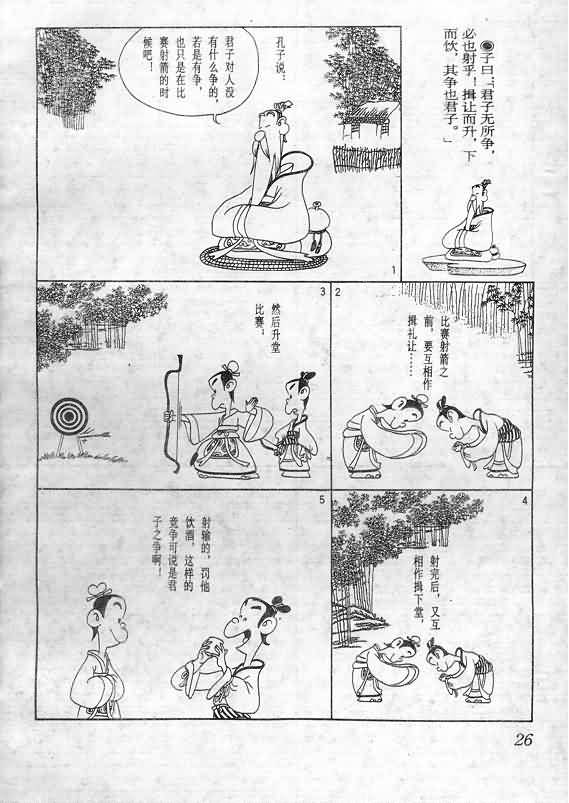 ●子曰：「君子无所争，
必也射乎！揖让而升，下
而饮，其争也君子。」
孔子说：
君子对人没
有什么争的，
若是有争，
也只是在比
赛射箭的时
候吧！
1
2
比赛射箭之
前，要互相作
揖礼让……
3
然后升堂
比赛，
4
射完后，又互
相作揖下堂，
5
射输的，罚他
饮酒，这样的
竞争可说是君
子之争啊！
26